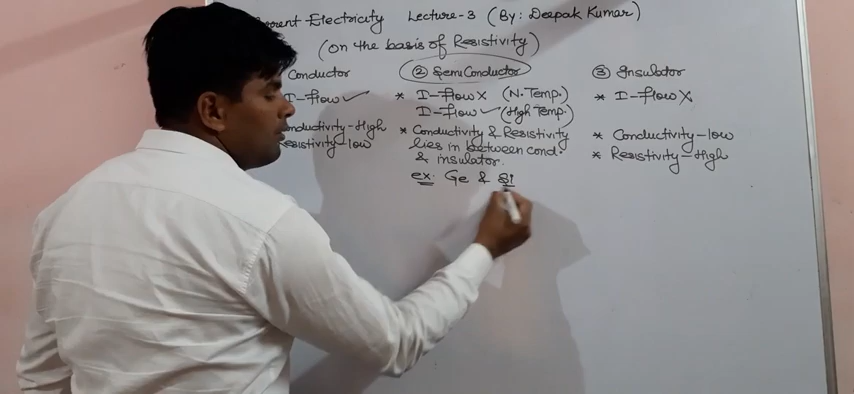 Current Electricity Lecture-3 (By: Deepak Kumar)
(on the basis of Resistivity)
Conductor
I-flow ✓
Conductivity-High
Resistivity-low
② SemiConductor
* I-flow X (N.Temp.)
I-flow ✓ (High Temp.)
* Conductivity & Resistivity
lies in between cond.
& insulator.
ex: Ge & Si
③ Insulator
* I-flow X
* Conductivity-low
* Resistivity-High